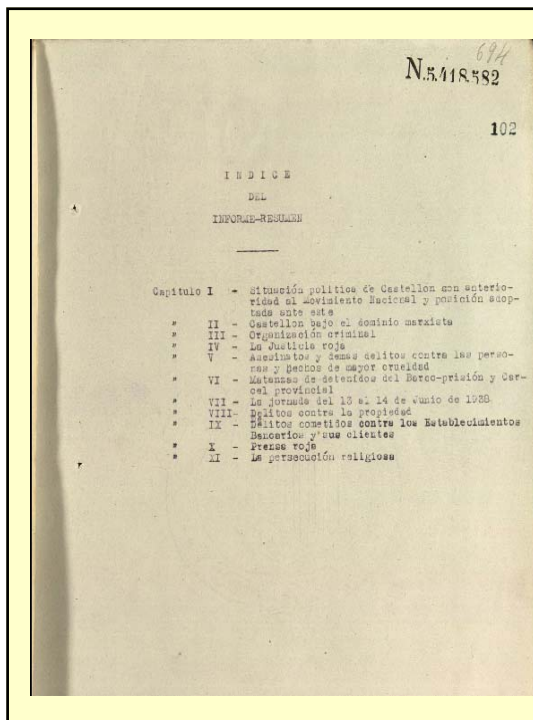 694
N.5.418.582
102
I N D I C E
DEL
INFORME-RESUMEN
Capitulo I - Situación politica de Castellon con anterio-
ridad al Movimiento Nacional y posición adop-
tada ante este
" II - Castellon bajo el dominio marxista
" III - Organización criminal
" IV - La Justicia roja
" V - Asesinatos y demas delitos contra las perso-
nas y hechos de mayor crueldad
" VI - Matanzas de detenidos del Barco-prisión y Car-
cel provincial
" VII - La jornada del 13 al 14 de Junio de 1938
" VIII- Delitos contra la propiedad
" IX - Delitos cometidos contra los Establecimientos
Bancarios y sus clientes
" X - Prensa roja
" XI - La persecución religiosa